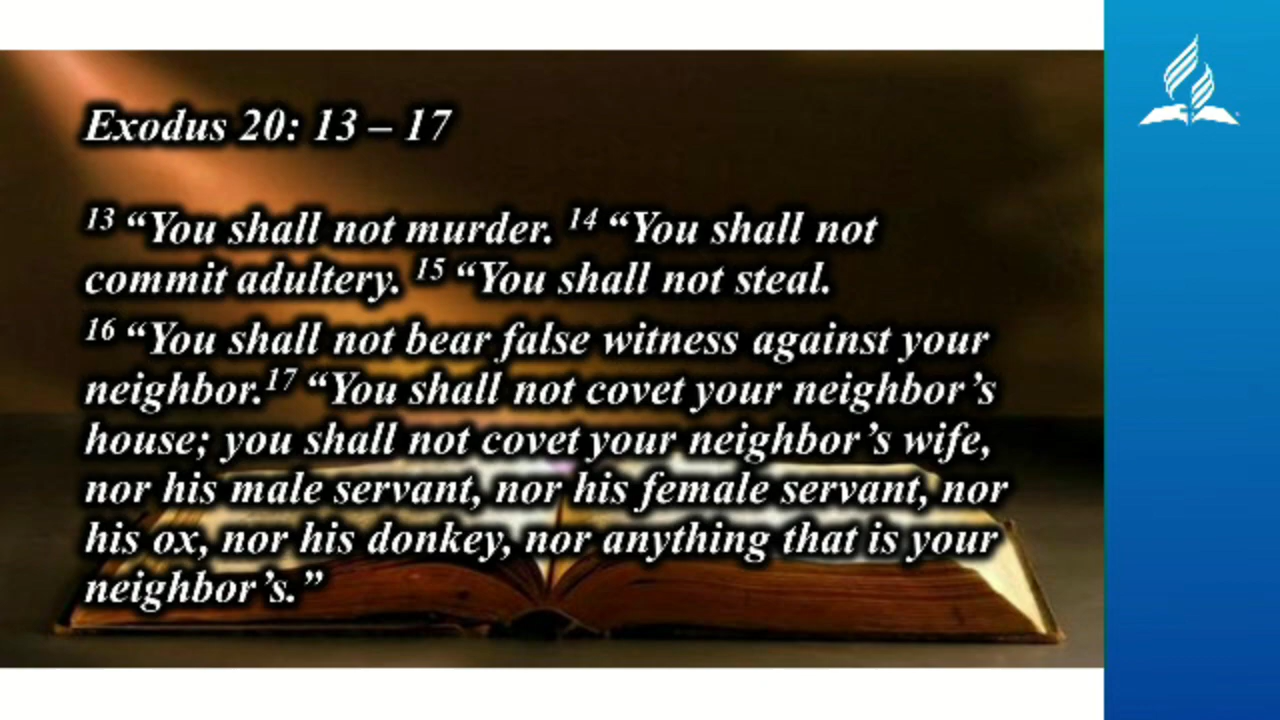 Exodus 20: 13 – 17
13 “You shall not murder. 14 “You shall not
commit adultery. 15 “You shall not steal.
16 “You shall not bear false witness against your
neighbor.17 “You shall not covet your neighbor’s
house; you shall not covet your neighbor’s wife,
nor his male servant, nor his female servant, nor
his ox, nor his donkey, nor anything that is your
neighbor’s.”